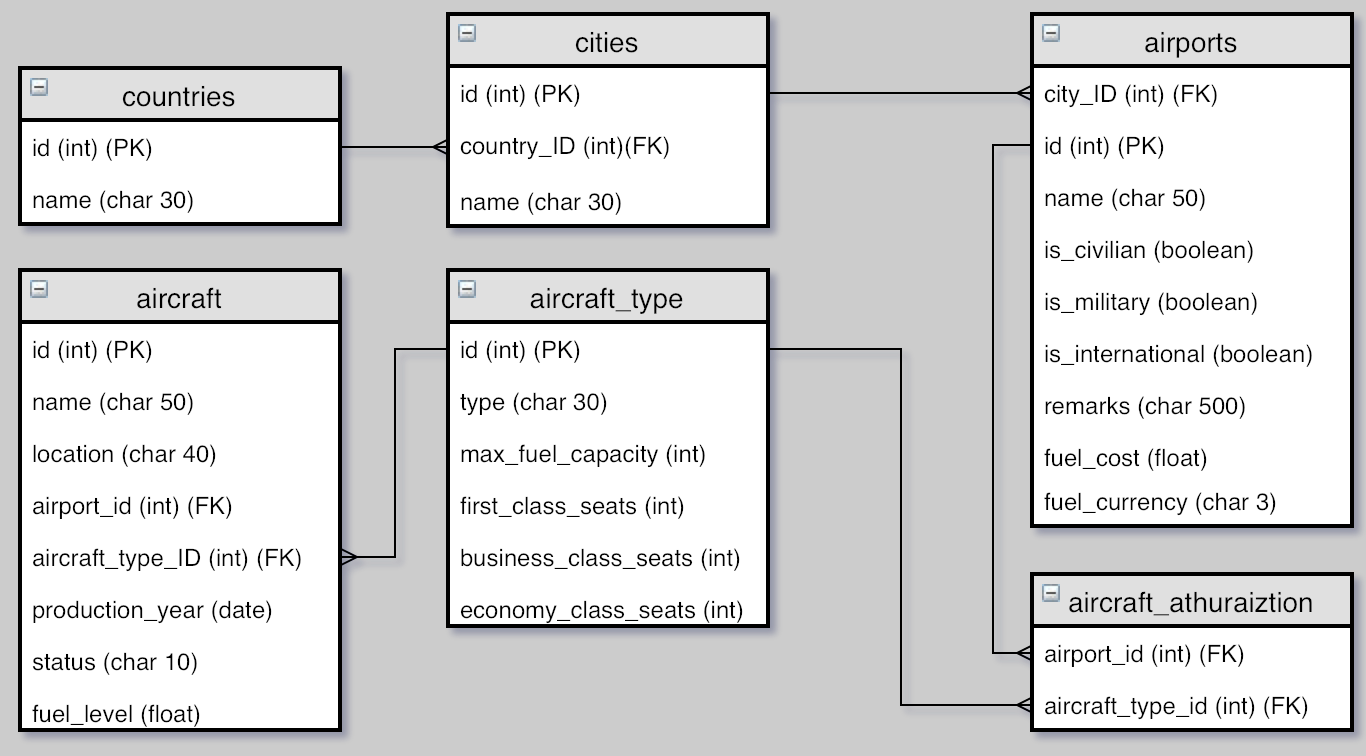 countries
id (int) (PK)
name (char 30)
cities
id (int) (PK)
country_ID (int)(FK)
name (char 30)
airports
city_ID (int) (FK)
id (int) (PK)
name (char 50)
is_civilian (boolean)
is_military (boolean)
is_international (boolean)
remarks (char 500)
fuel_cost (float)
fuel_currency (char 3)
aircraft
id (int) (PK)
name (char 50)
location (char 40)
airport_id (int) (FK)
aircraft_type_ID (int) (FK)
production_year (date)
status (char 10)
fuel_level (float)
aircraft_type
id (int) (PK)
type (char 30)
max_fuel_capacity (int)
first_class_seats (int)
business_class_seats (int)
economy_class_seats (int)
aircraft_athuraiztion
airport_id (int) (FK)
aircraft_type_id (int) (FK)